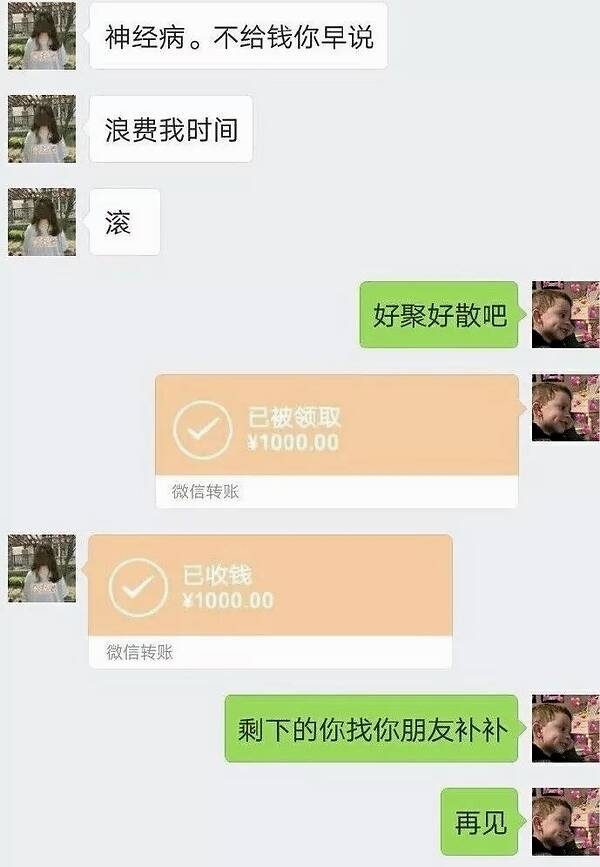 神经病。不给钱你早说
浪费我时间
滚
好聚好散吧
已被领取
¥1000.00
微信转账
已收钱
¥1000.00
微信转账
剩下的你找你朋友补补
再见